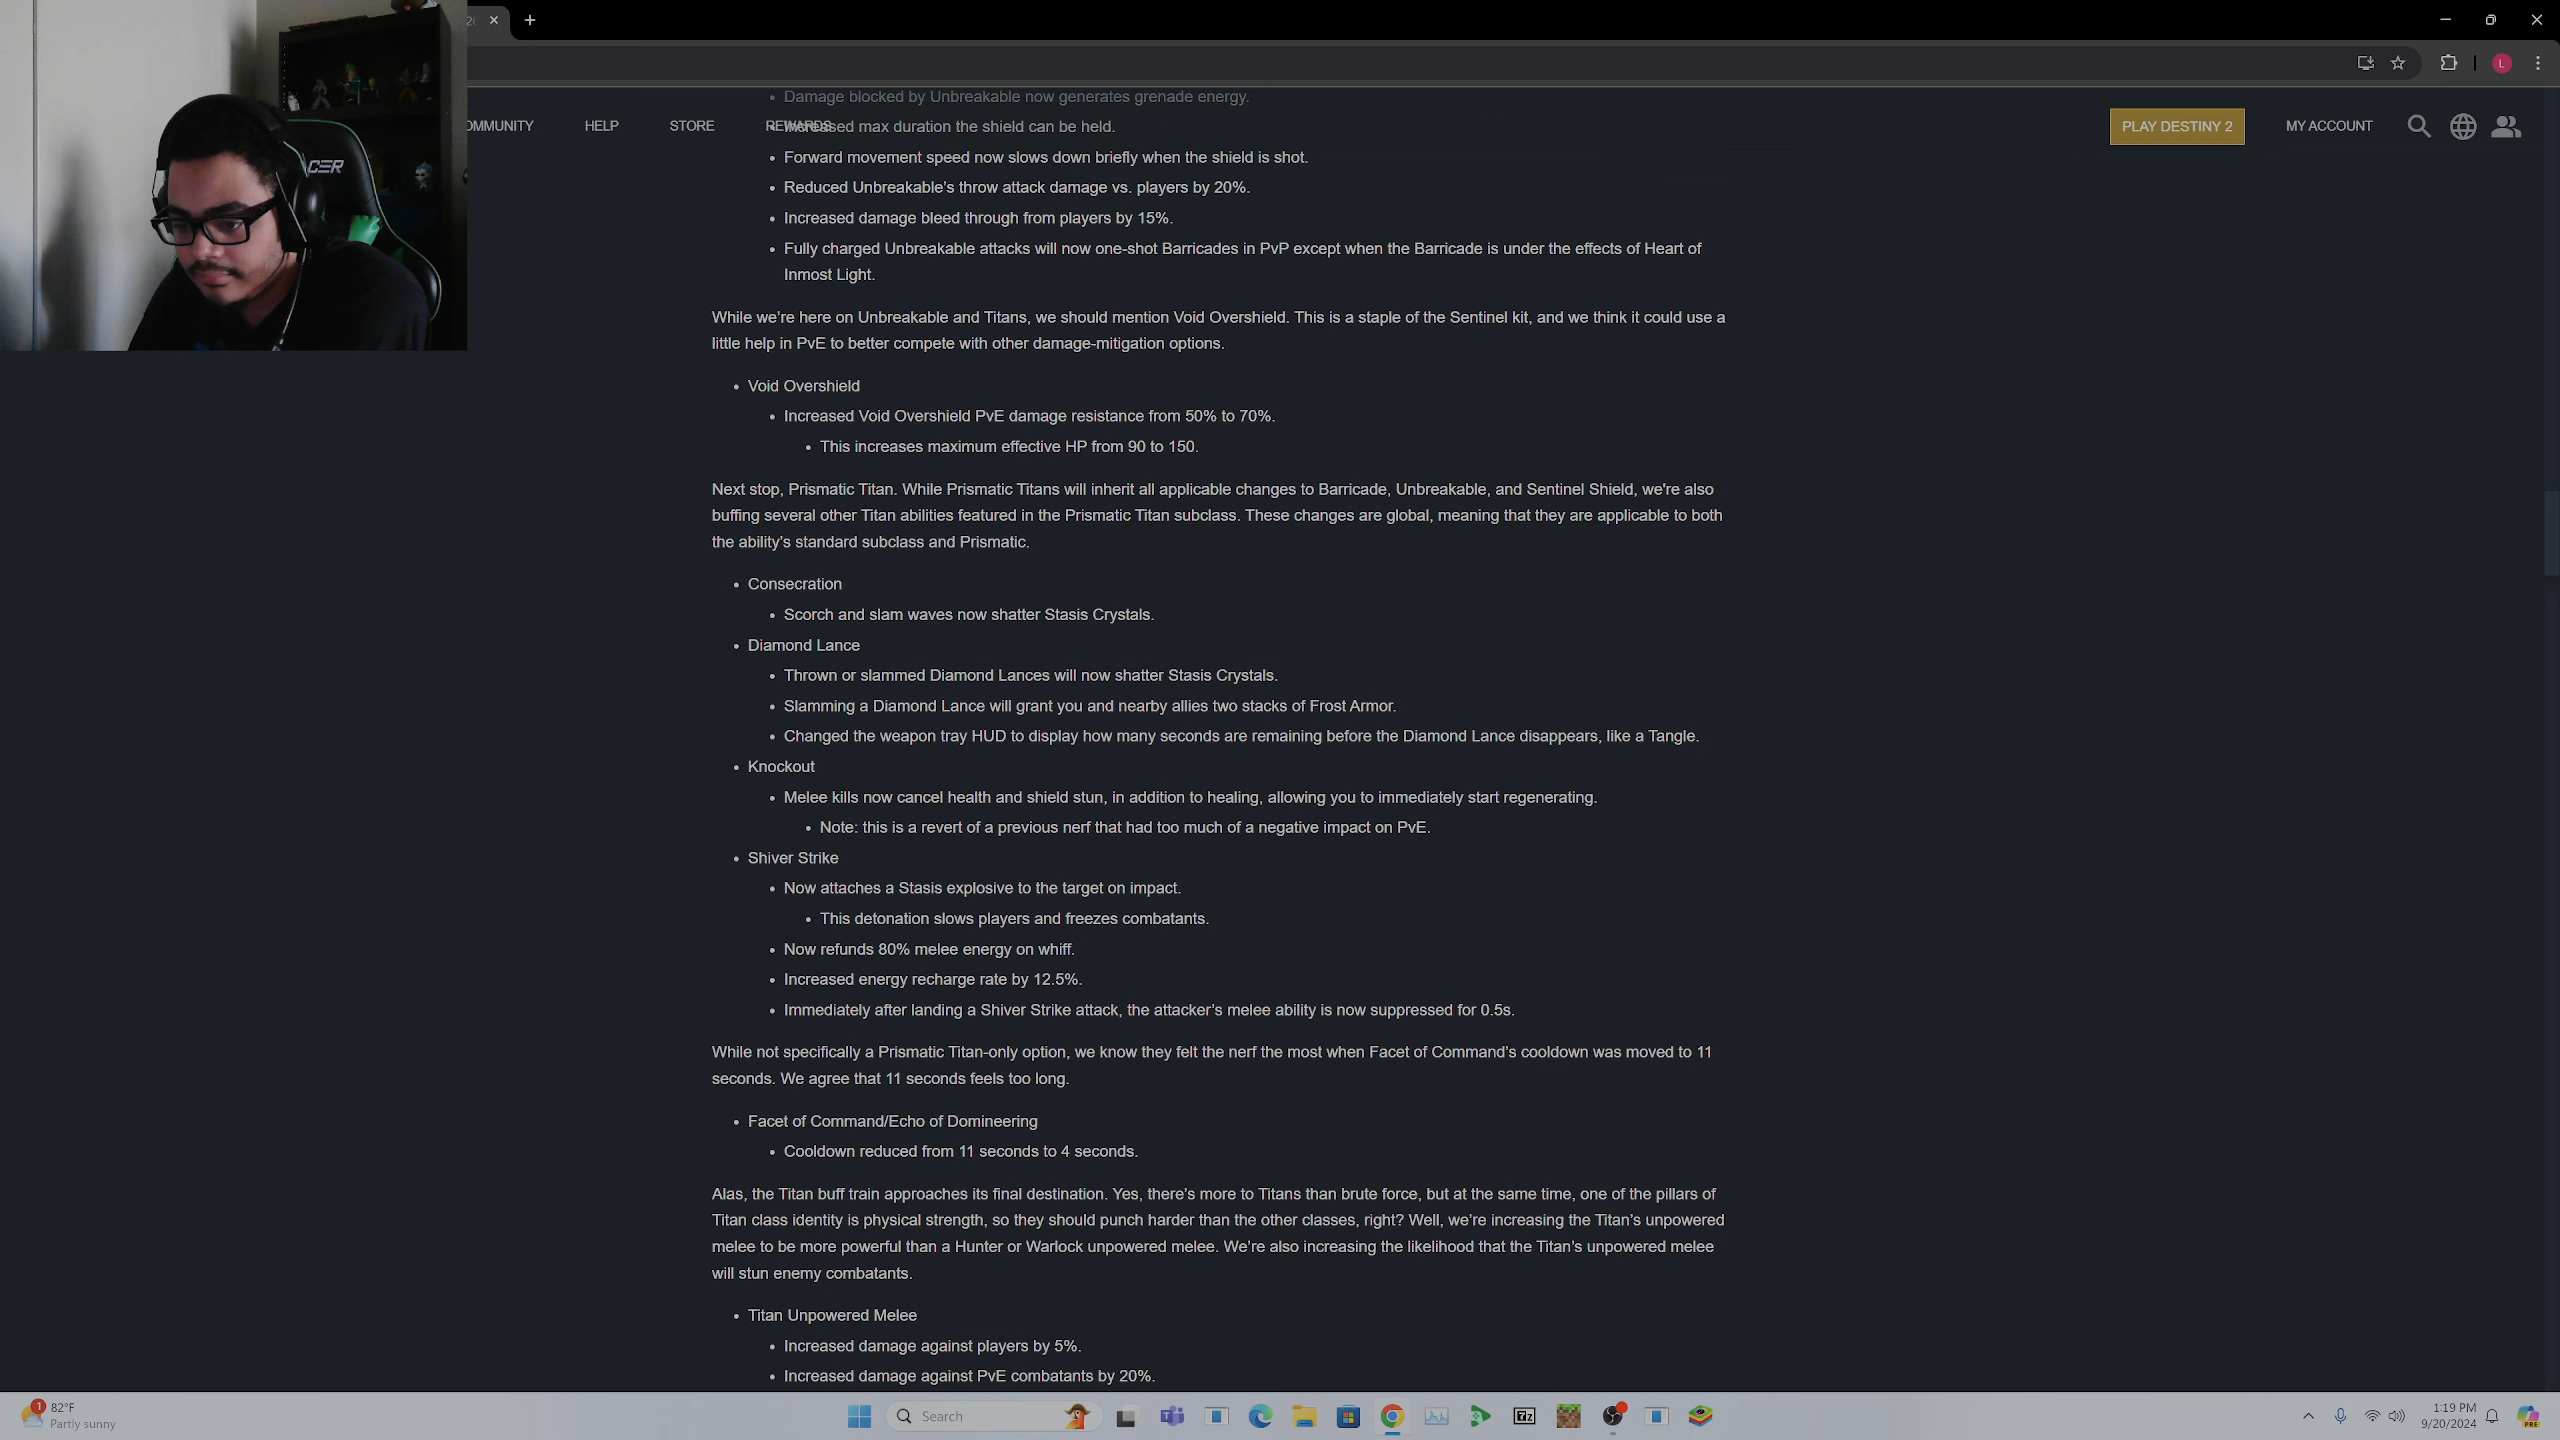 OMMUNITY HELP STORE REWARDS
PLAY DESTINY 2 MY ACCOUNT L
CER
• Damage blocked by Unbreakable now generates grenade energy.
• Increased max duration the shield can be held.
• Forward movement speed now slows down briefly when the shield is shot.
• Reduced Unbreakable's throw attack damage vs. players by 20%.
• Increased damage bleed through from players by 15%.
• Fully charged Unbreakable attacks will now one-shot Barricades in PvP except when the Barricade is under the effects of Heart of
Inmost Light.
While we're here on Unbreakable and Titans, we should mention Void Overshield. This is a staple of the Sentinel kit, and we think it could use a
little help in PvE to better compete with other damage-mitigation options.
• Void Overshield
• Increased Void Overshield PvE damage resistance from 50% to 70%.
• This increases maximum effective HP from 90 to 150.
Next stop, Prismatic Titan. While Prismatic Titans will inherit all applicable changes to Barricade, Unbreakable, and Sentinel Shield, we're also
buffing several other Titan abilities featured in the Prismatic Titan subclass. These changes are global, meaning that they are applicable to both
the ability's standard subclass and Prismatic.
• Consecration
• Scorch and slam waves now shatter Stasis Crystals.
• Diamond Lance
• Thrown or slammed Diamond Lances will now shatter Stasis Crystals.
• Slamming a Diamond Lance will grant you and nearby allies two stacks of Frost Armor.
• Changed the weapon tray HUD to display how many seconds are remaining before the Diamond Lance disappears, like a Tangle.
• Knockout
• Melee kills now cancel health and shield stun, in addition to healing, allowing you to immediately start regenerating.
• Note: this is a revert of a previous nerf that had too much of a negative impact on PvE.
• Shiver Strike
• Now attaches a Stasis explosive to the target on impact.
• This detonation slows players and freezes combatants.
• Now refunds 80% melee energy on whiff.
• Increased energy recharge rate by 12.5%.
• Immediately after landing a Shiver Strike attack, the attacker's melee ability is now suppressed for 0.5s.
While not specifically a Prismatic Titan-only option, we know they felt the nerf the most when Facet of Command's cooldown was moved to 11
seconds. We agree that 11 seconds feels too long.
• Facet of Command/Echo of Domineering
• Cooldown reduced from 11 seconds to 4 seconds.
Alas, the Titan buff train approaches its final destination. Yes, there's more to Titans than brute force, but at the same time, one of the pillars of
Titan class identity is physical strength, so they should punch harder than the other classes, right? Well, we're increasing the Titan's unpowered
melee to be more powerful than a Hunter or Warlock unpowered melee. We're also increasing the likelihood that the Titan's unpowered melee
will stun enemy combatants.
• Titan Unpowered Melee
• Increased damage against players by 5%.
• Increased damage against PvE combatants by 20%.
1 82°F
Partly sunny
Search
7z
1:19 PM
9/20/2024
PRE